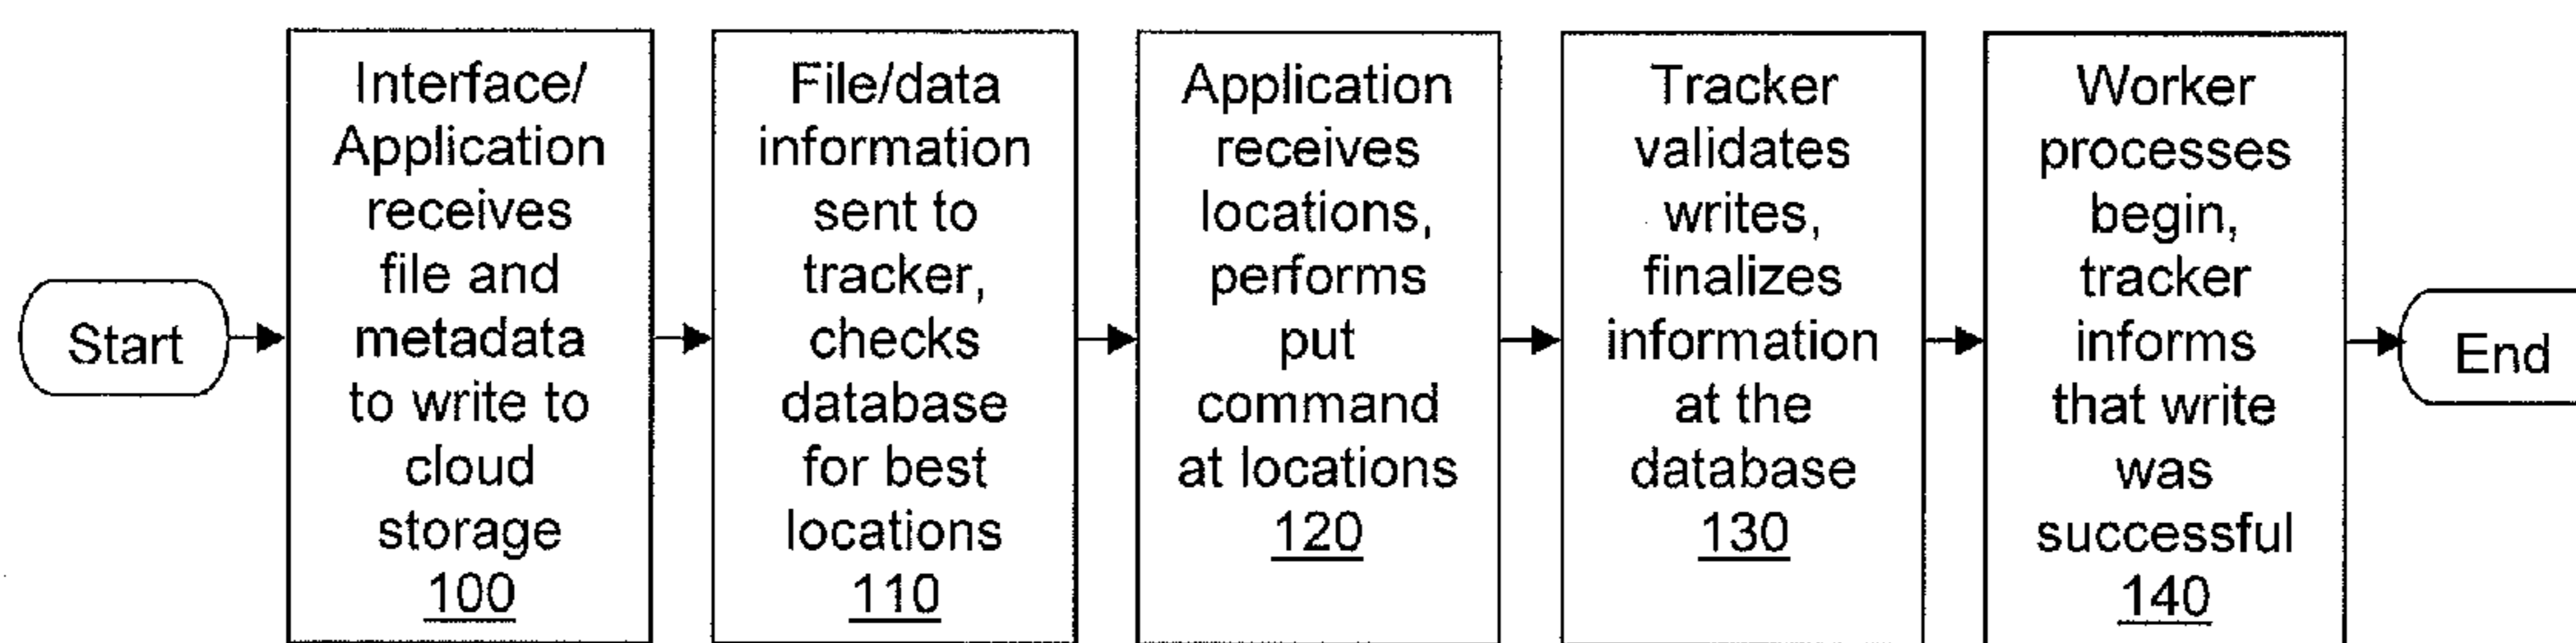 Start
Interface/
Application
receives
file and
metadata
to write to
cloud
storage
100
File/data
information
sent to
tracker,
checks
database
for best
locations
110
Application
receives
locations,
performs
put
command
at locations
120
Tracker
validates
writes,
finalizes
information
at the
database
130
Worker
processes
begin,
tracker
informs
that write
was
successful
140
End